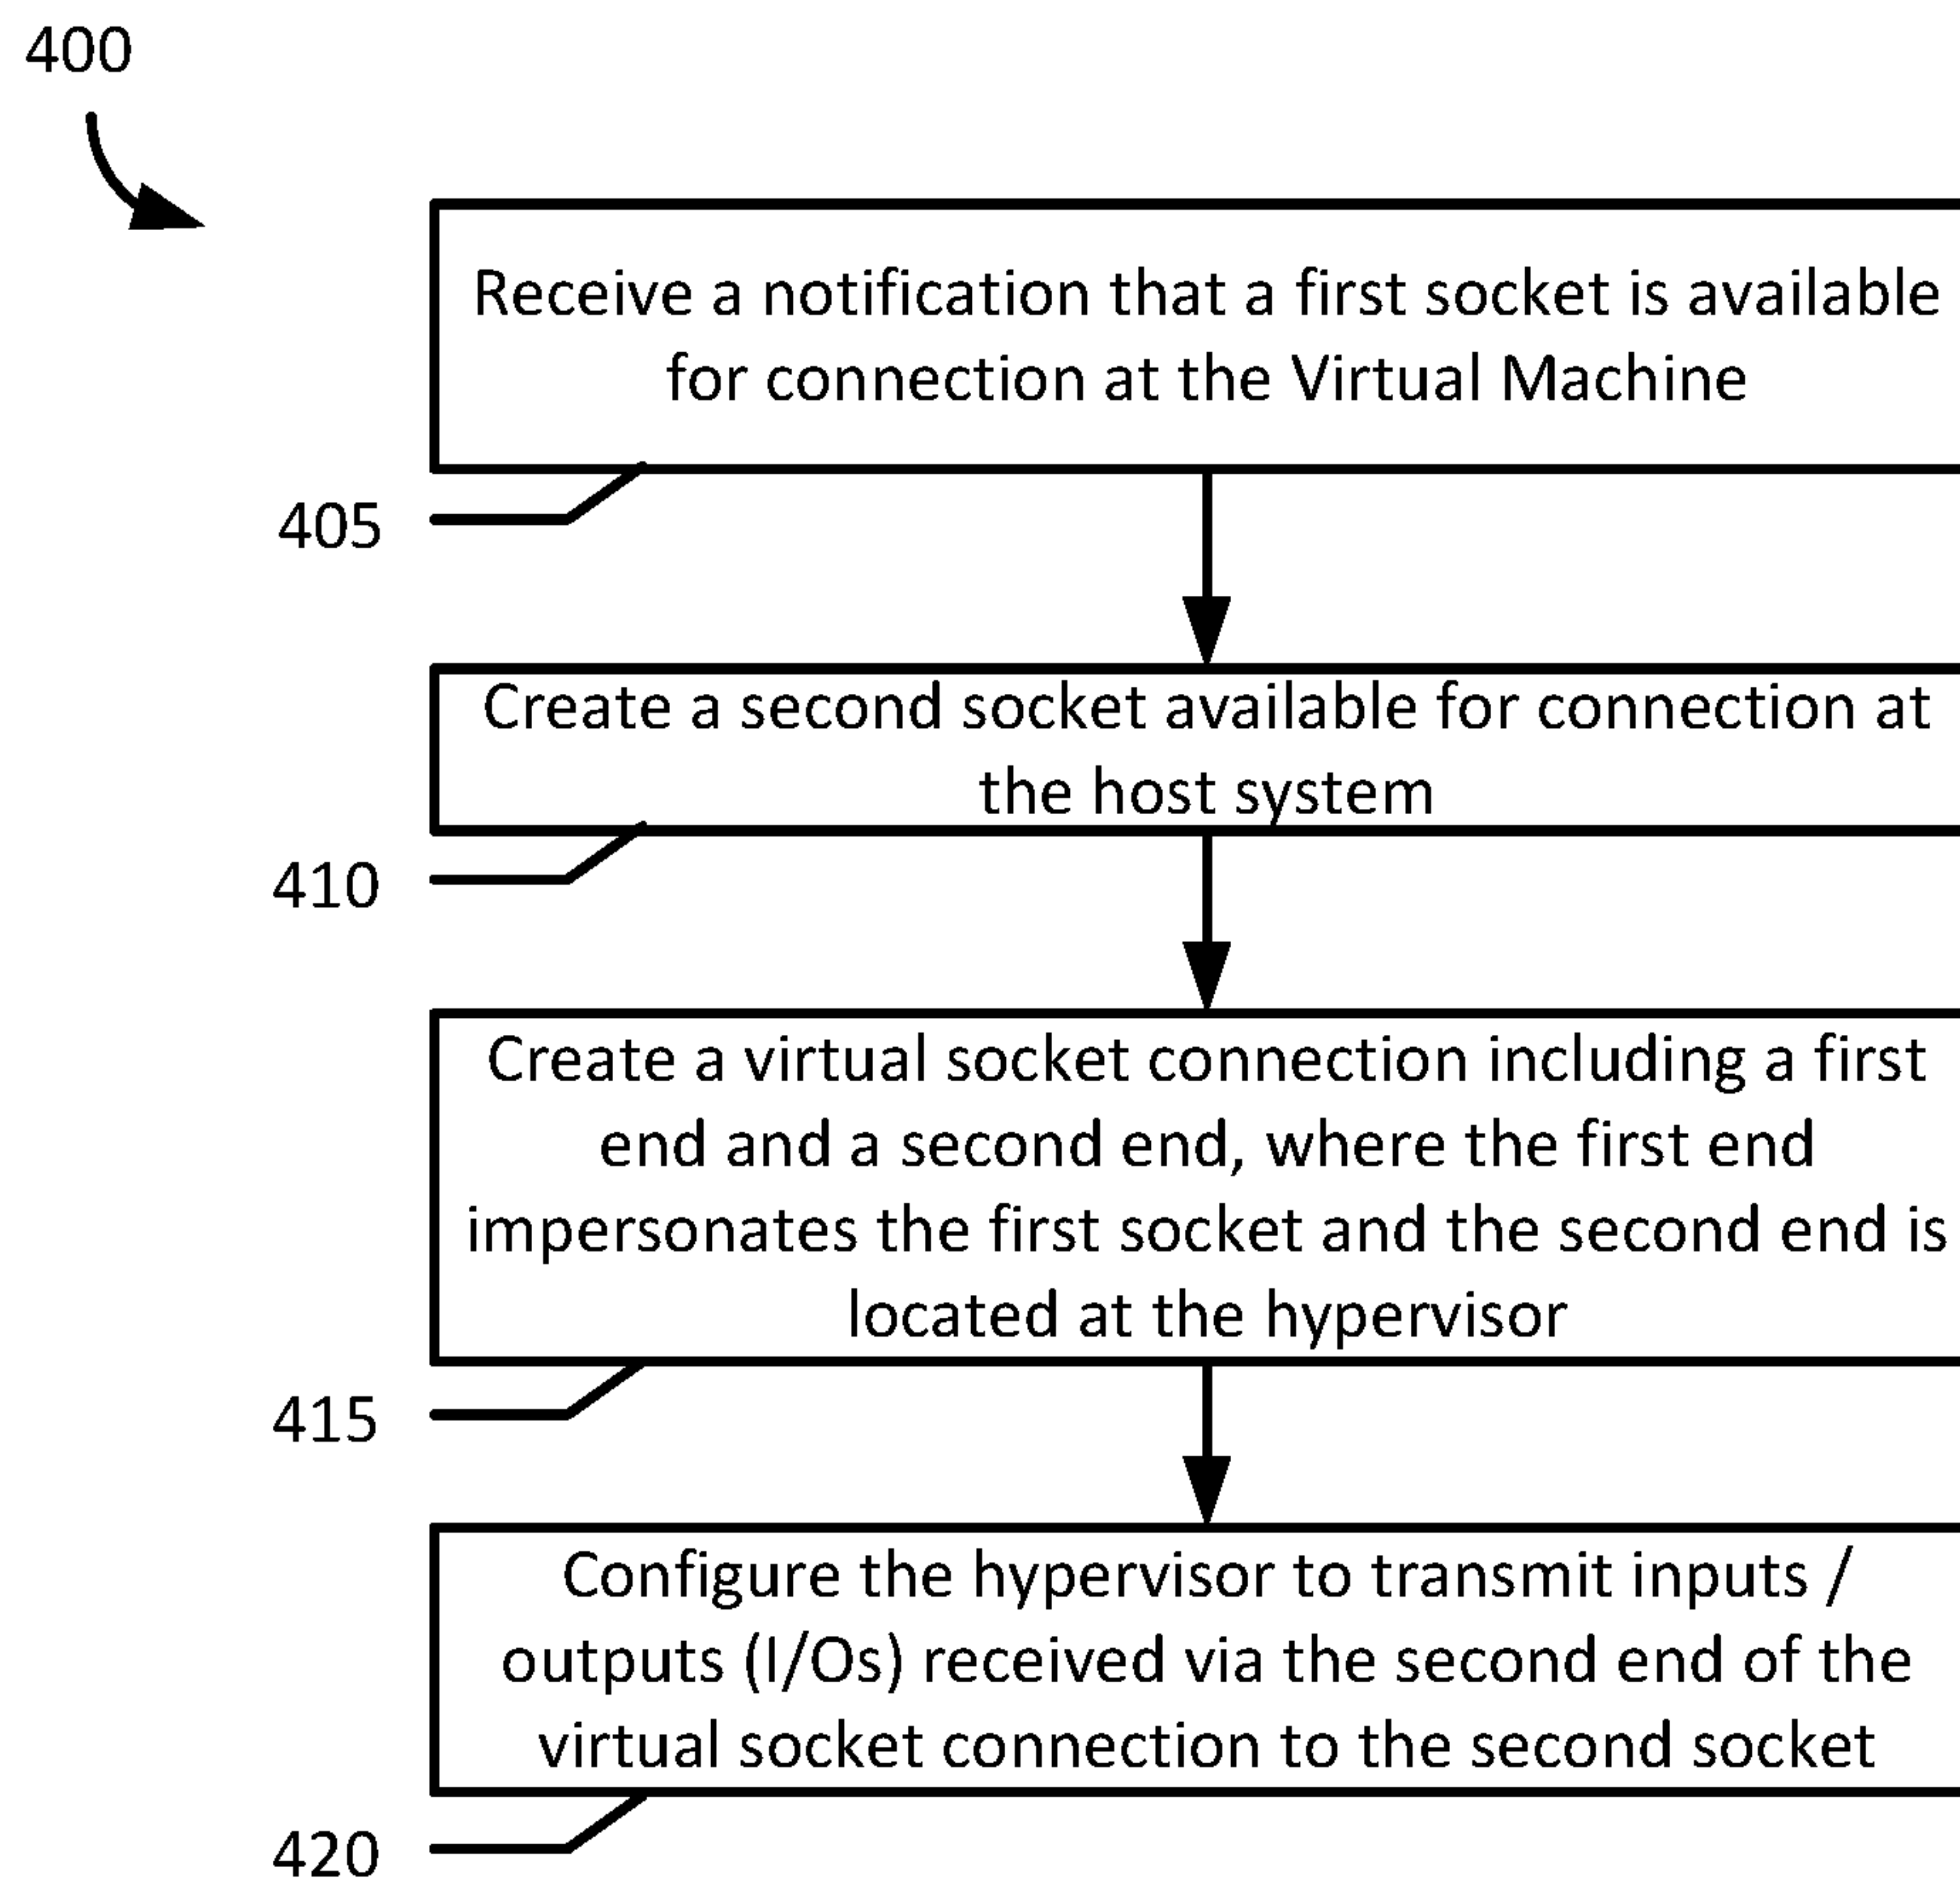 400
Receive a notification that a first socket is available
for connection at the Virtual Machine
405
Create a second socket available for connection at
the host system
410
Create a virtual socket connection including a first
end and a second end, where the first end
impersonates the first socket and the second end is
located at the hypervisor
415
Configure the hypervisor to transmit inputs /
outputs (I/Os) received via the second end of the
virtual socket connection to the second socket
420